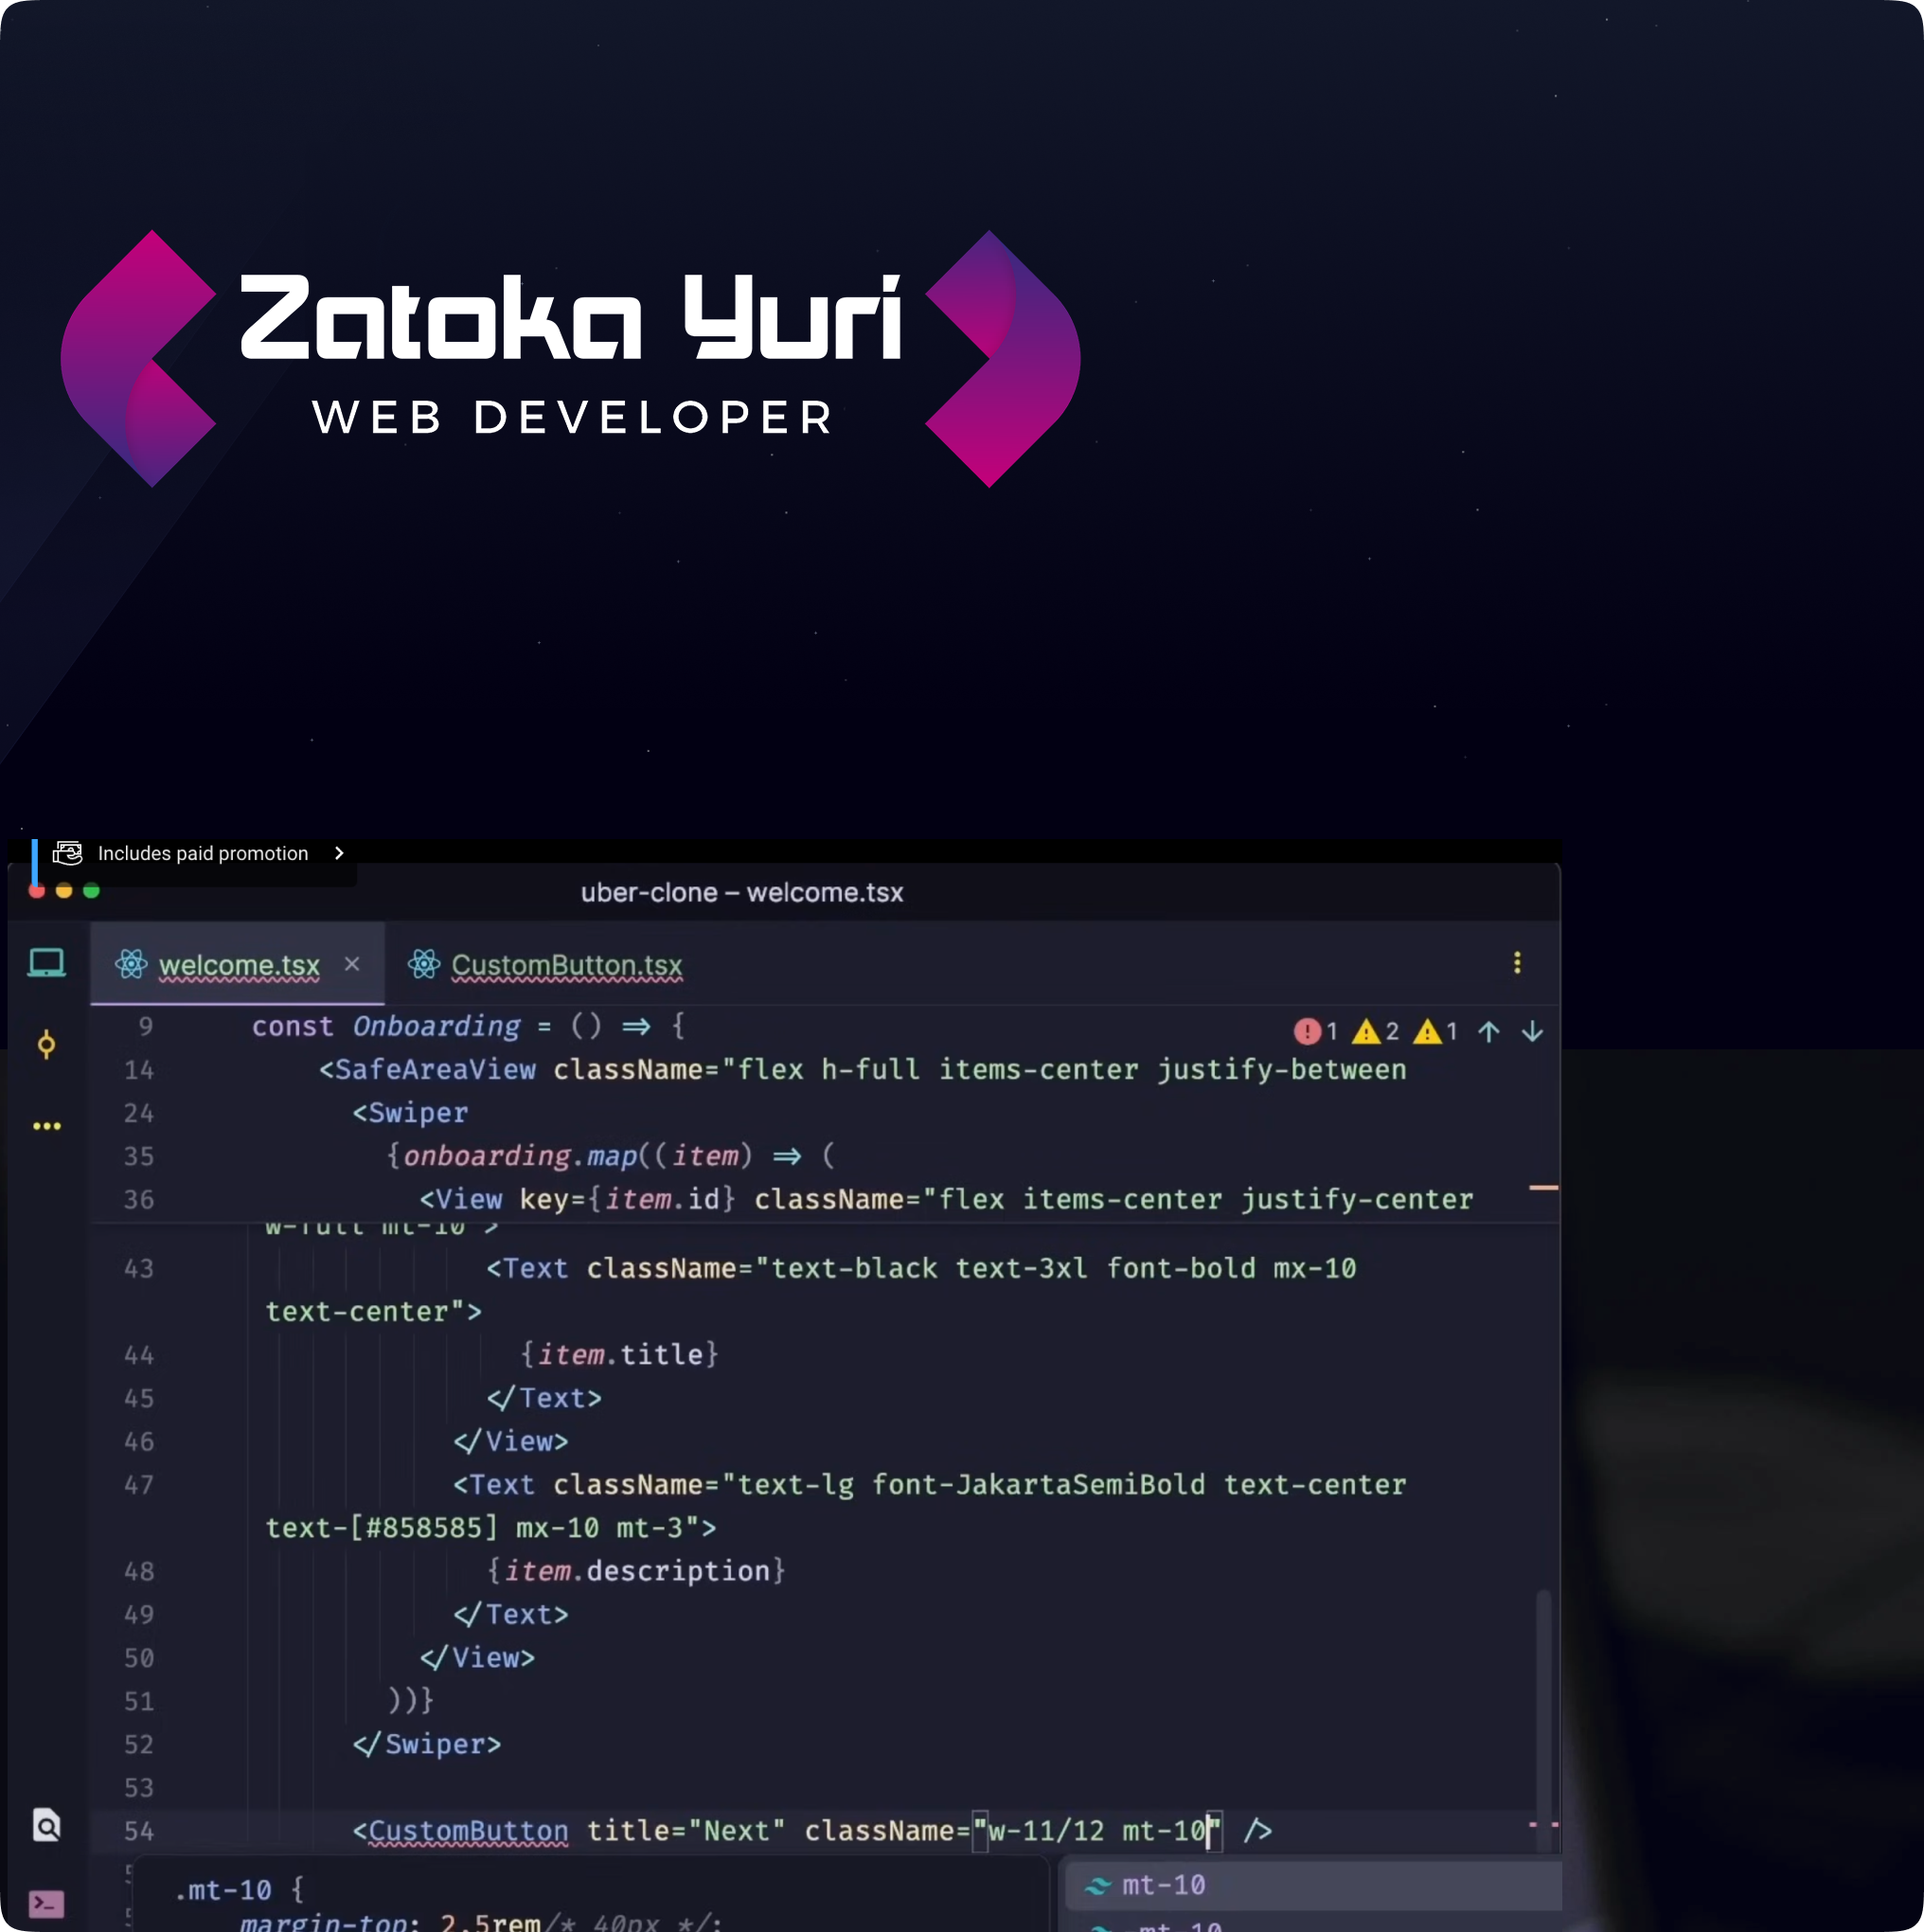 Zatoka Yuri
WEB DEVELOPER
Includes paid promotion
uber-clone – welcome.tsx
welcome.tsx
CustomButton.tsx
9 const Onboarding = () => {
1 2 1
14 <SafeAreaView className="flex h-full items-center justify-between
24 <Swiper
35 {onboarding.map((item) => (
36 <View key={item.id} className="flex items-center justify-center
w-full mt-10">
43 <Text className="text-black text-3xl font-bold mx-10
text-center">
44 {item.title}
45 </Text>
46 </View>
47 <Text className="text-lg font-JakartaSemiBold text-center
text-[#858585] mx-10 mt-3">
48 {item.description}
49 </Text>
50 </View>
51 ))}
52 </Swiper>
53
54 <CustomButton title="Next" className="w-11/12 mt-10" />
.mt-10 {
margin-top: 2.5rem/* 40px */;
mt-10
-mt-10